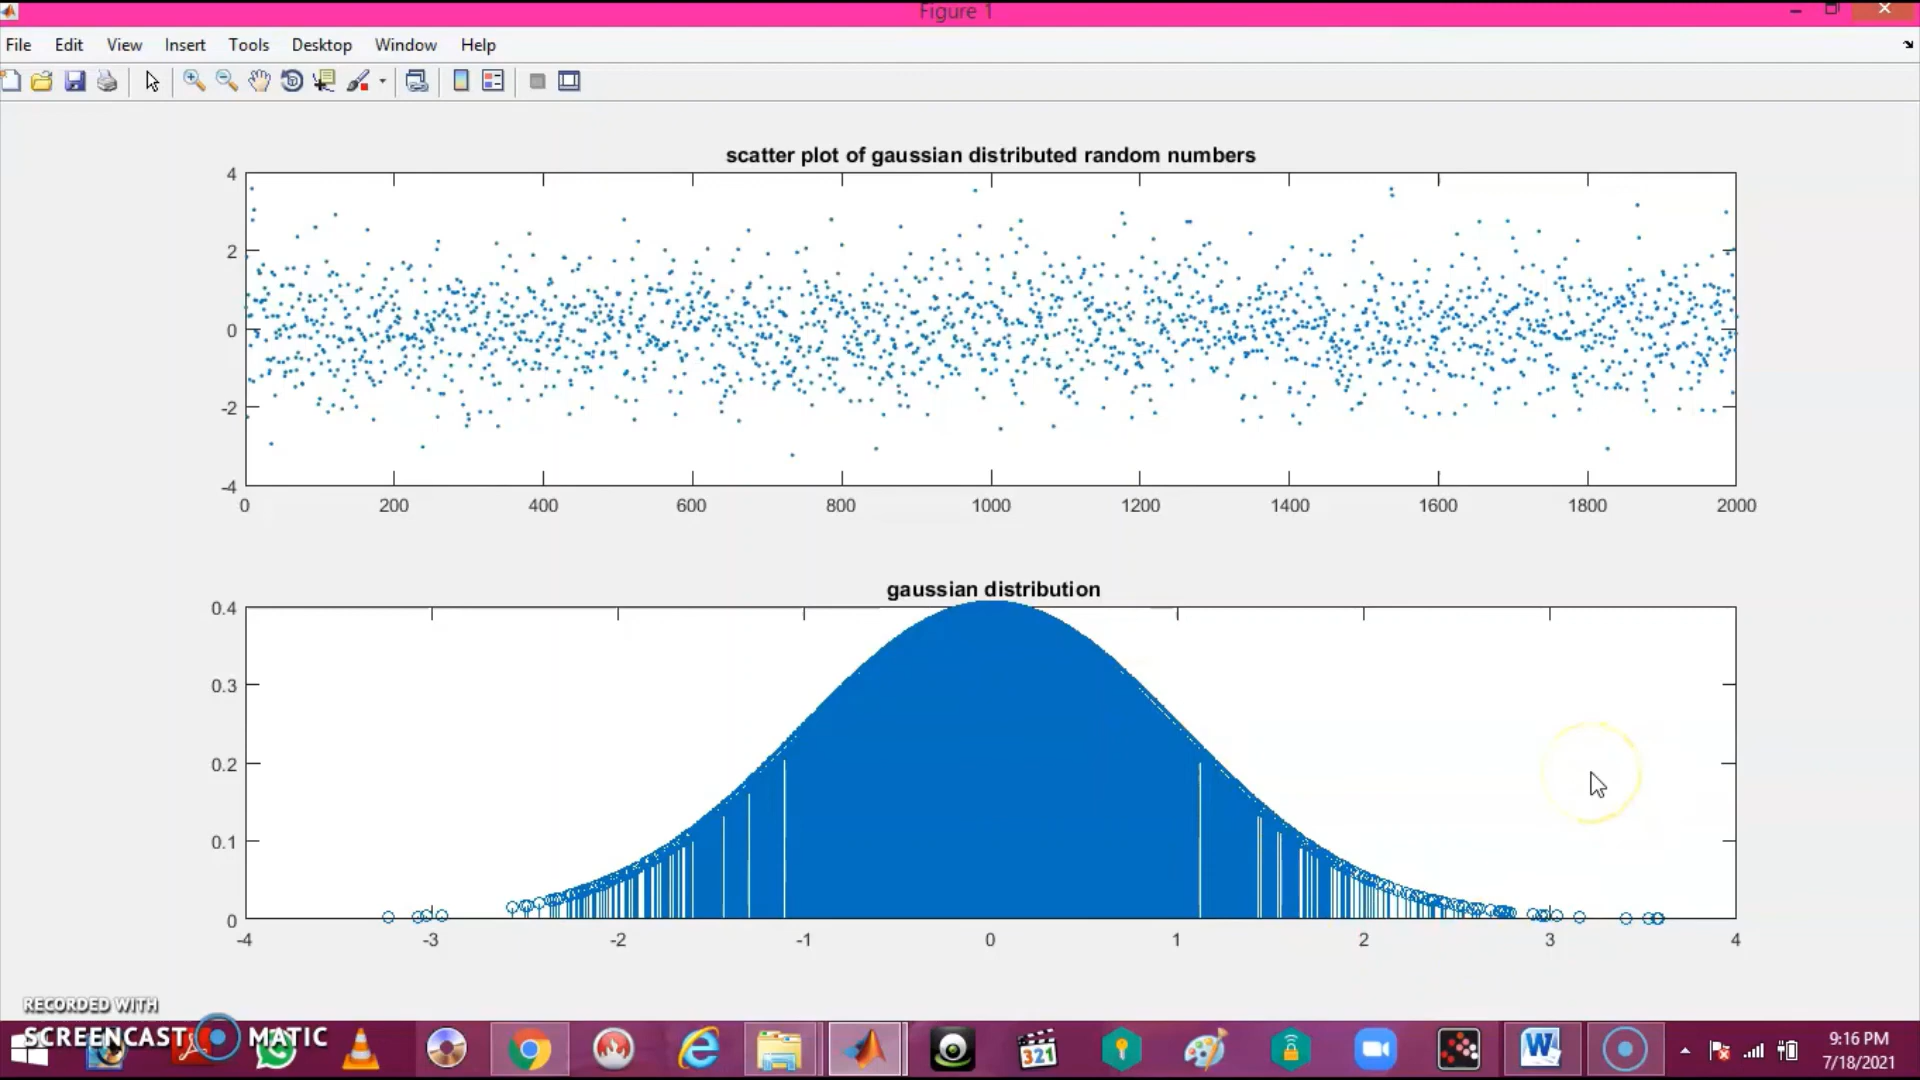 Figure 1
File Edit View Insert Tools Desktop Window Help
scatter plot of gaussian distributed random numbers
4
2
0
-2
-4
0 200 400 600 800 1000 1200 1400 1600 1800 2000
gaussian distribution
0.4
0.3
0.2
0.1
0
-4 -3 -2 -1 0 1 2 3 4
RECORDED WITH
SCREENCAST MATIC
321
W
9:16 PM
7/18/2021